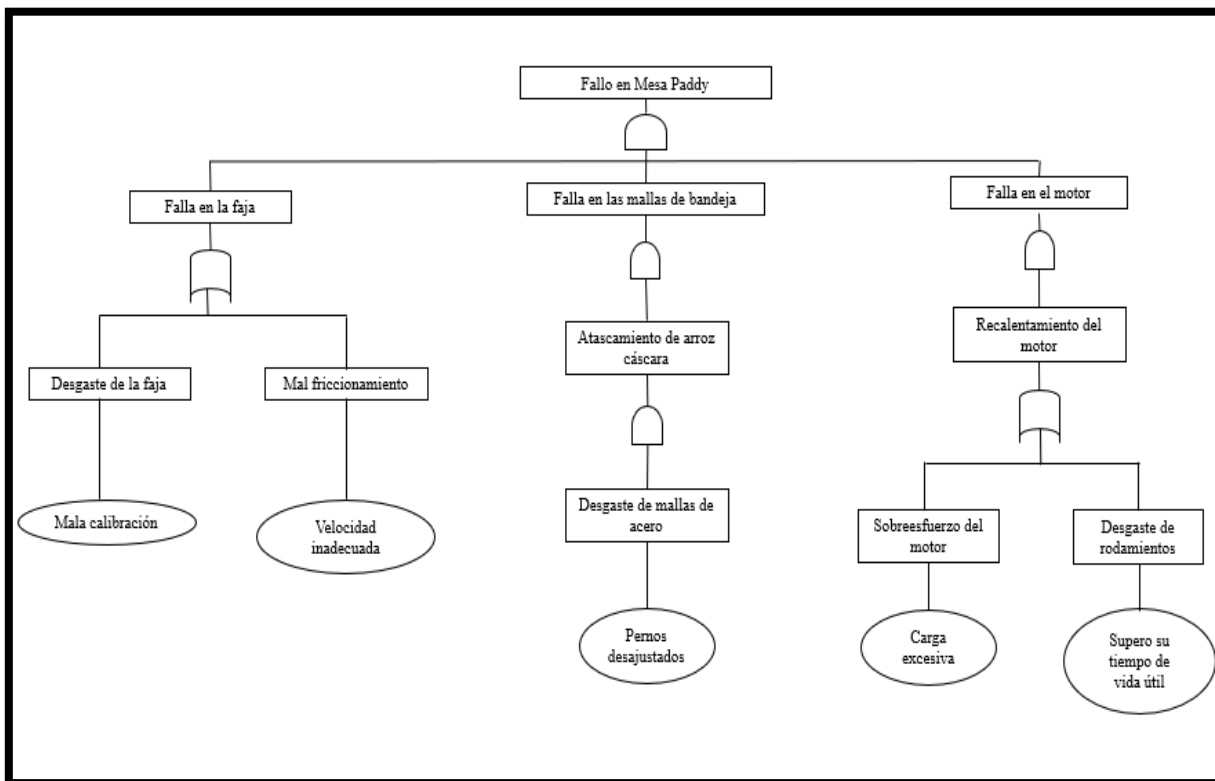 Fallo en Mesa Paddy
Falla en la faja
Falla en las mallas de bandeja
Falla en el motor
Atascamiento de arroz
cáscara
Recalentamiento del
motor
Desgaste de la faja
Mal friccionamiento
Mala calibración
Velocidad
inadecuada
Desgaste de mallas de
acero
Sobreesfuerzo del
motor
Desgaste de
rodamientos
Pernos
desajustados
Carga
excesiva
Supero su
tiempo de
vida útil